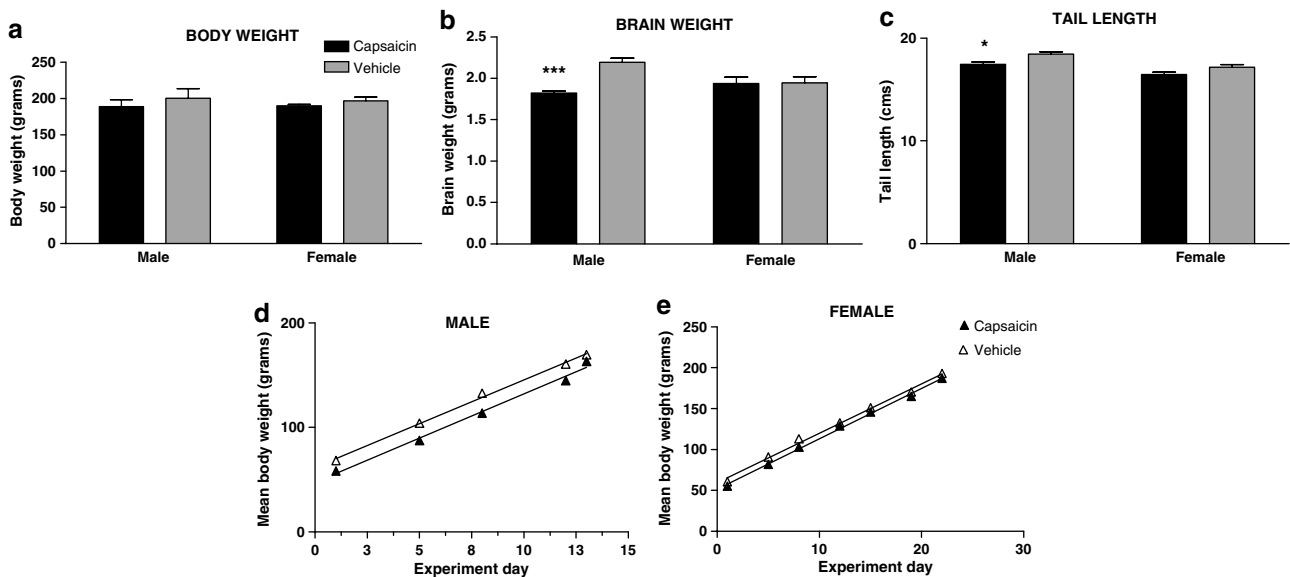 a
BODY WEIGHT
Capsaicin
Vehicle
Body weight (grams)
250
200
150
100
50
0
Male
Female
b
BRAIN WEIGHT
Brain weight (grams)
2.5
2.0
1.5
1.0
0.5
0.0
***
Male
Female
c
TAIL LENGTH
Tail length (cms)
20
10
0
*
Male
Female
d
MALE
Mean body weight (grams)
200
100
0
0
3
5
8
10
13
15
Experiment day
e
FEMALE
Capsaicin
Vehicle
Mean body weight (grams)
250
200
150
100
50
0
0
10
20
30
Experiment day